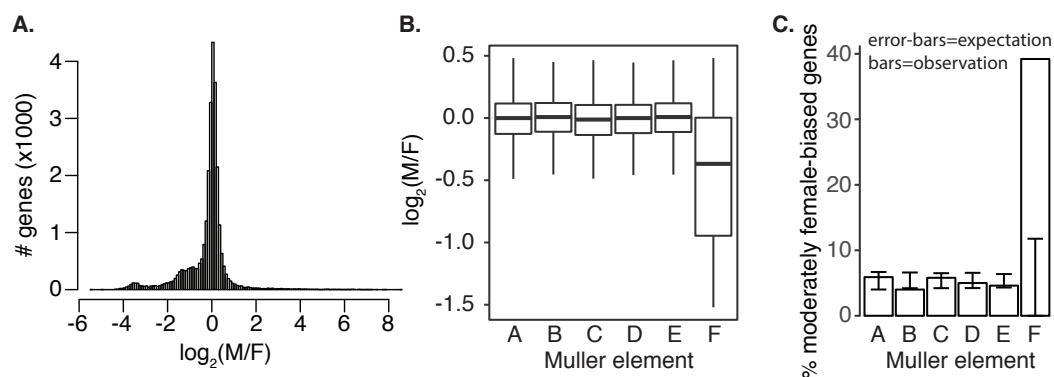 A.
# genes (x1000)
4
3
2
1
0
-6 -4 -2 0 2 4 6 8
log2(M/F)
B.
log2(M/F)
0.5
0.0
-0.5
-1.0
-1.5
A B C D E F
Muller element
C.
% moderately female-biased genes
error-bars=expectation
bars=observation
40
30
20
10
0
A B C D E F
Muller element